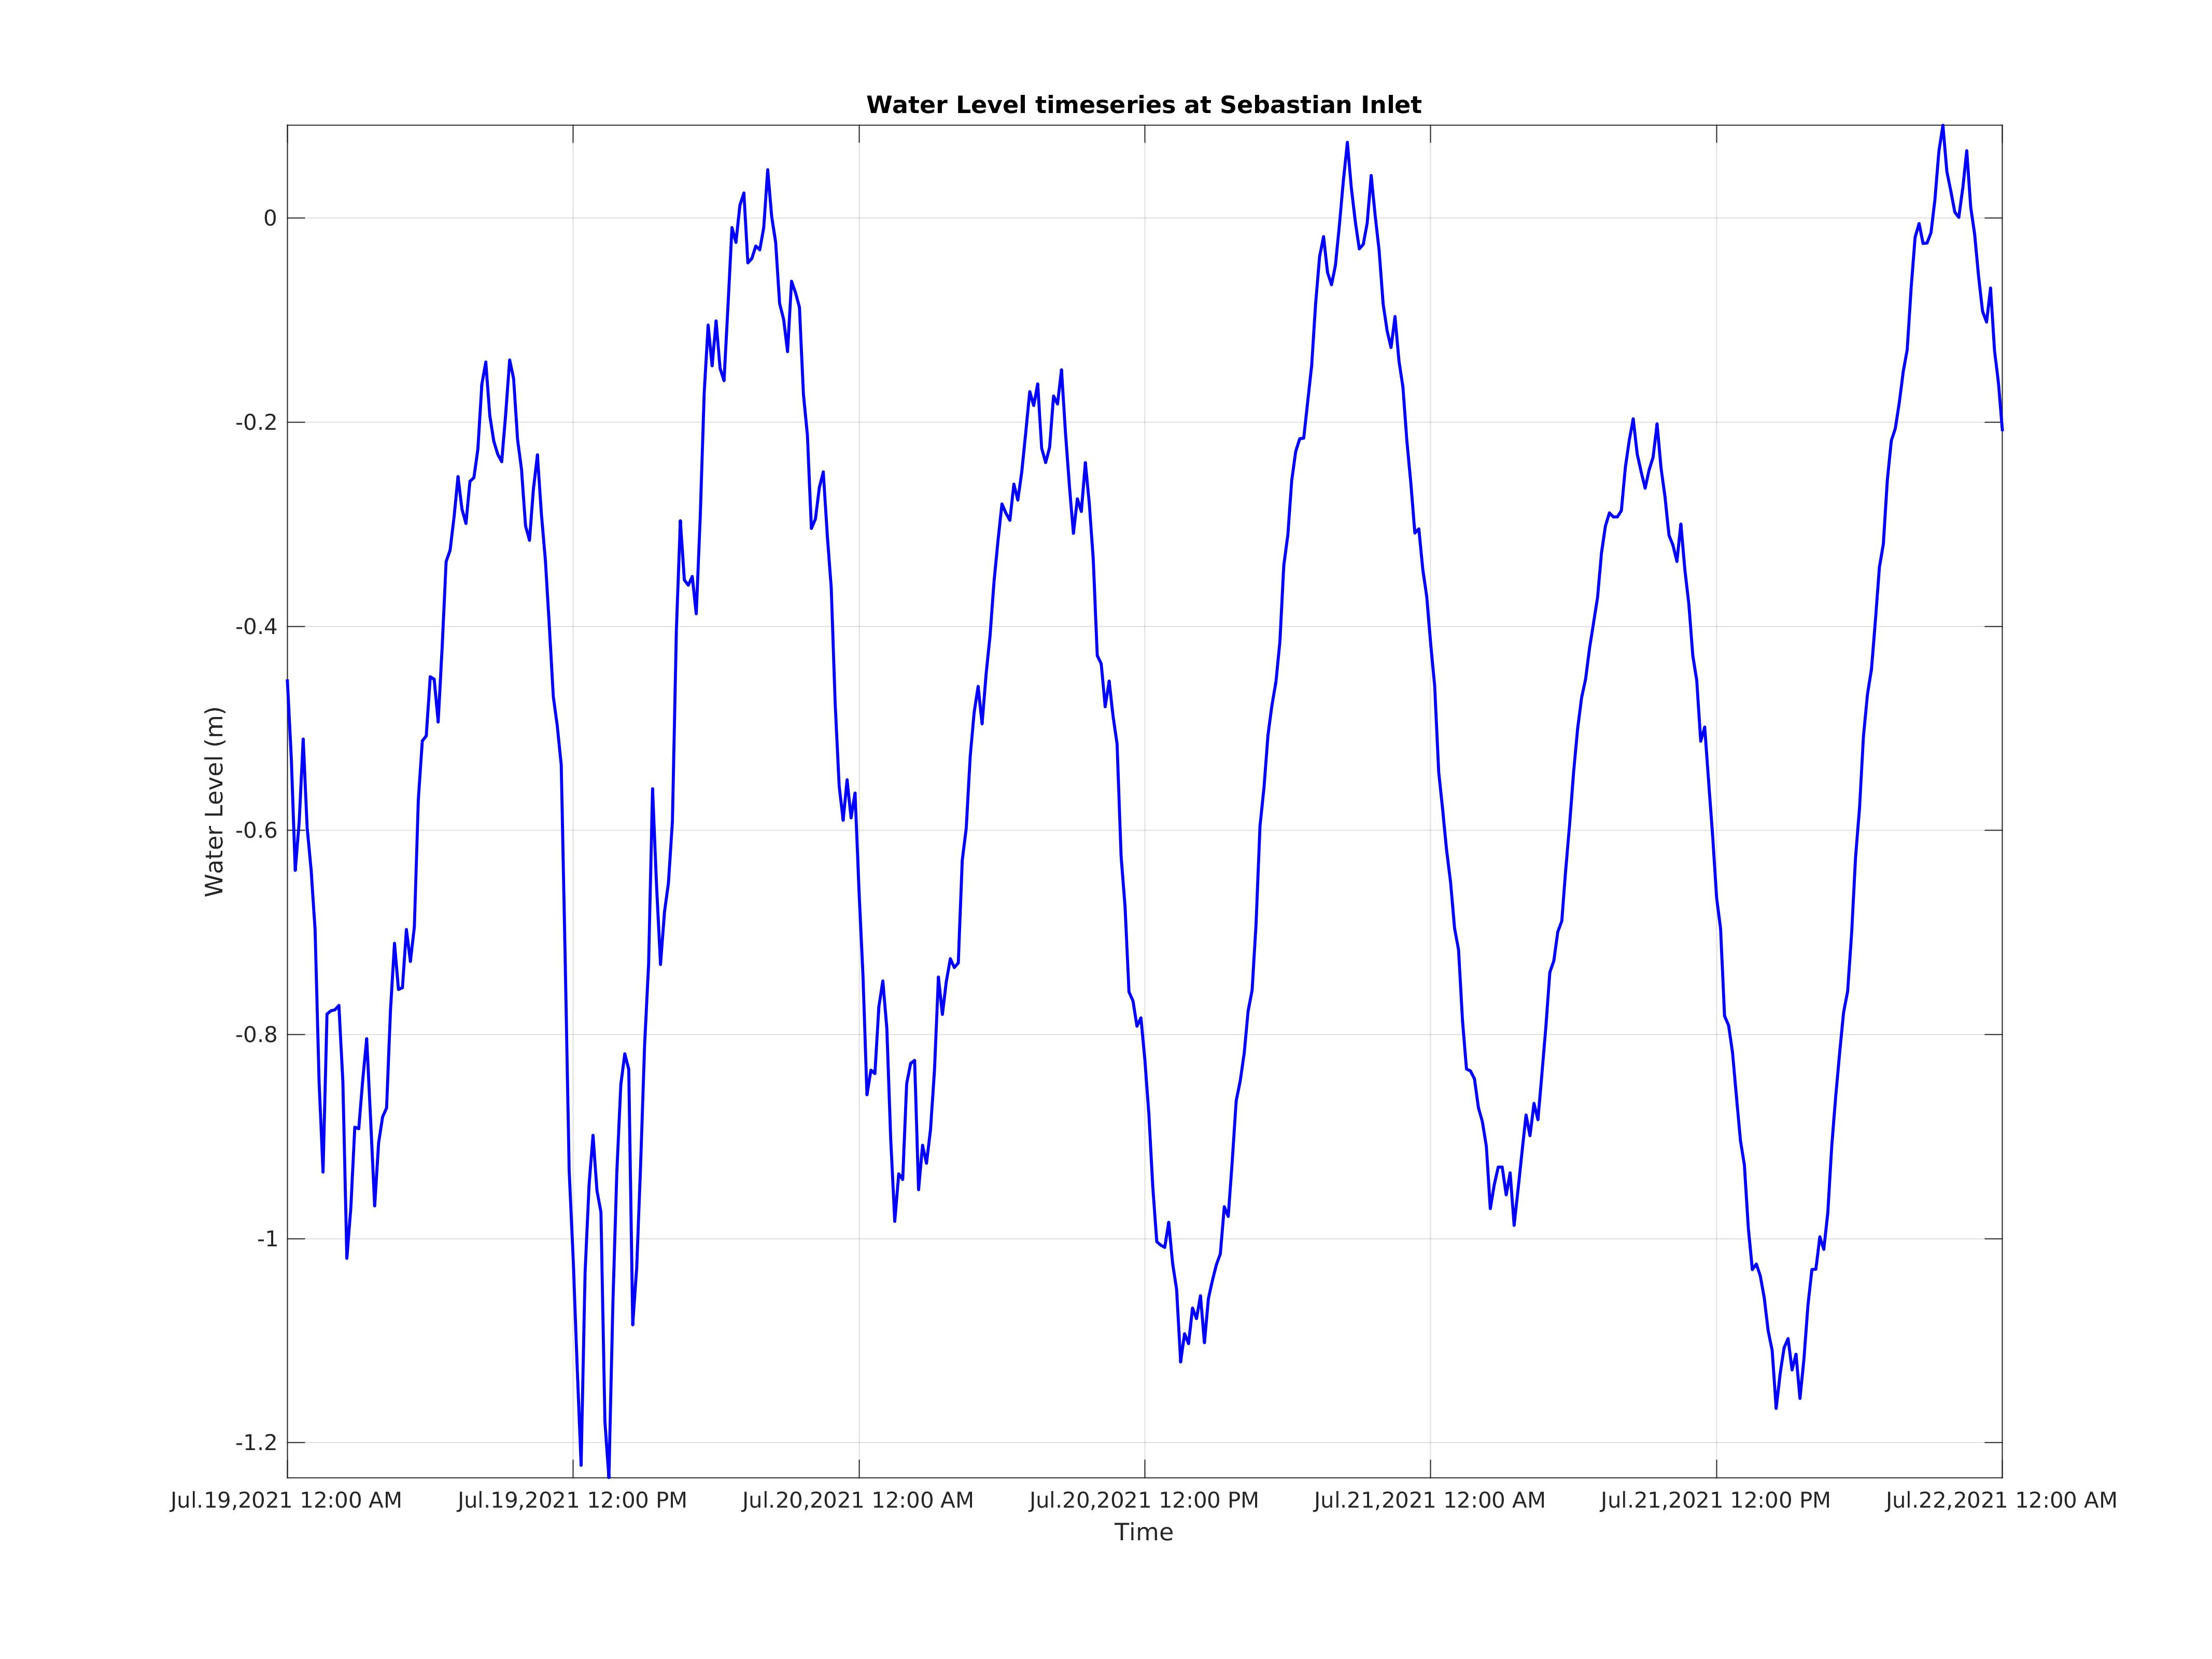 Water Level timeseries at Sebastian Inlet
0
-0.2
-0.4
-0.6
-0.8
-1
-1.2
Water Level (m)
Jul.19,2021 12:00 AM Jul.19,2021 12:00 PM Jul.20,2021 12:00 AM Jul.20,2021 12:00 PM Jul.21,2021 12:00 AM Jul.21,2021 12:00 PM Jul.22,2021 12:00 AM
Time